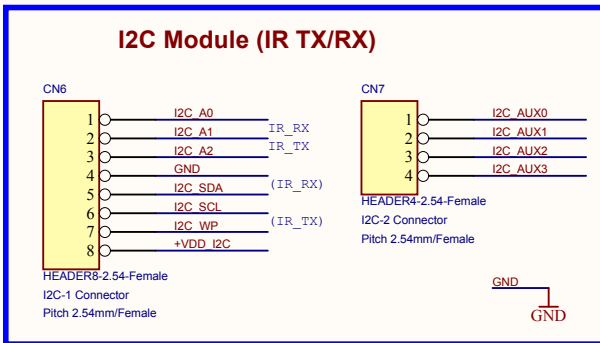 I2C Module (IR TX/RX)
CN6
1 I2C_A0
2 I2C_A1 IR_RX
3 I2C_A2 IR_TX
4 GND
5 I2C_SDA (IR_RX)
6 I2C_SCL
7 I2C_WP (IR_TX)
8 +VDD_I2C
HEADER8-2.54-Female
I2C-1 Connector
Pitch 2.54mm/Female
CN7
1 I2C_AUX0
2 I2C_AUX1
3 I2C_AUX2
4 I2C_AUX3
HEADER4-2.54-Female
I2C-2 Connector
Pitch 2.54mm/Female
GND
GND